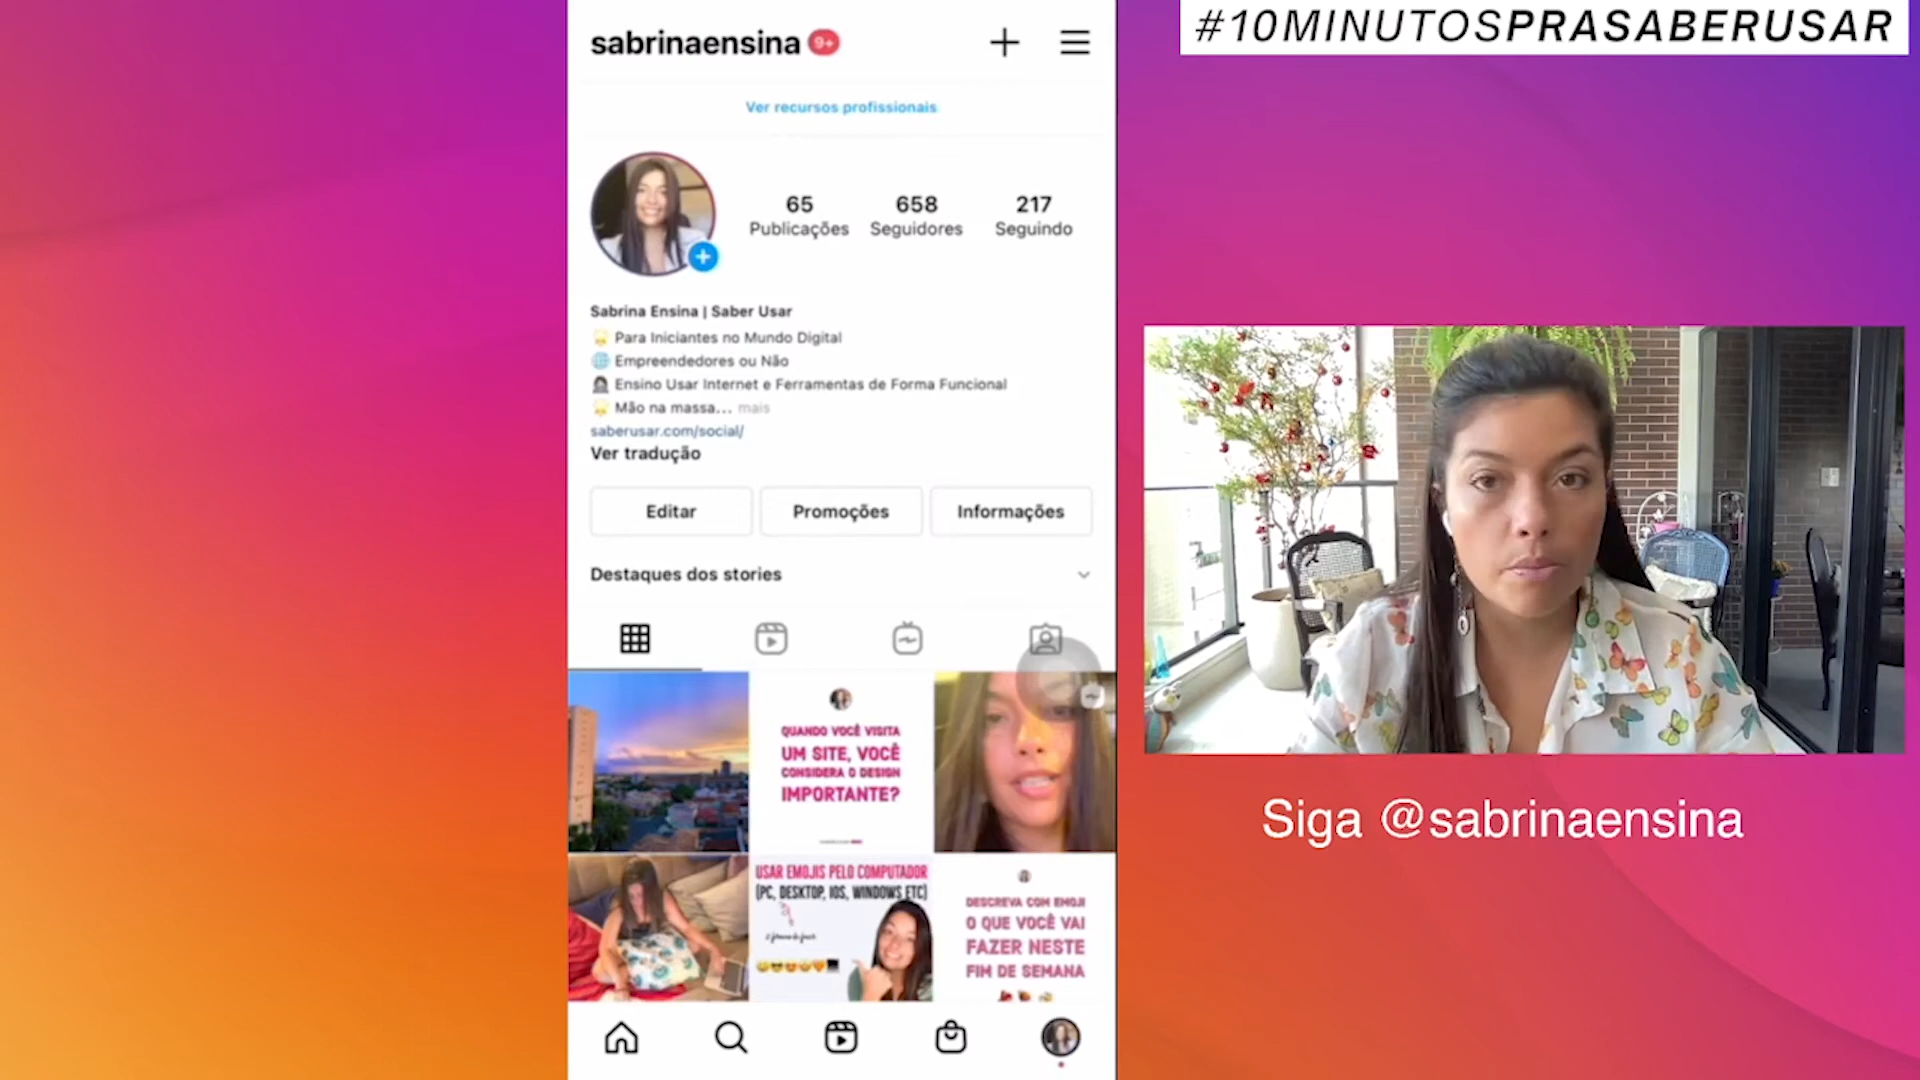 #10MINUTOSPRASABERUSAR
sabrinaensina 9+
Ver recursos profissionais
65 658 217
Publicações Seguidores Seguindo
Sabrina Ensina | Saber Usar
Para Iniciantes no Mundo Digital
Empreendedores ou Não
Ensino Usar Internet e Ferramentas de Forma Funcional
Mão na massa... mais
saberusar.com/social/
Ver tradução
Editar Promoções Informações
Destaques dos stories
QUANDO VOCÊ VISITA
UM SITE, VOCÊ
CONSIDERA O DESIGN
IMPORTANTE?
USAR EMOJIS PELO COMPUTADOR
(PC, DESKTOP, IOS, WINDOWS ETC)
DESCREVA COM EMOJI
O QUE VOCÊ VAI
FAZER NESTE
FIM DE SEMANA
Siga @sabrinaensina